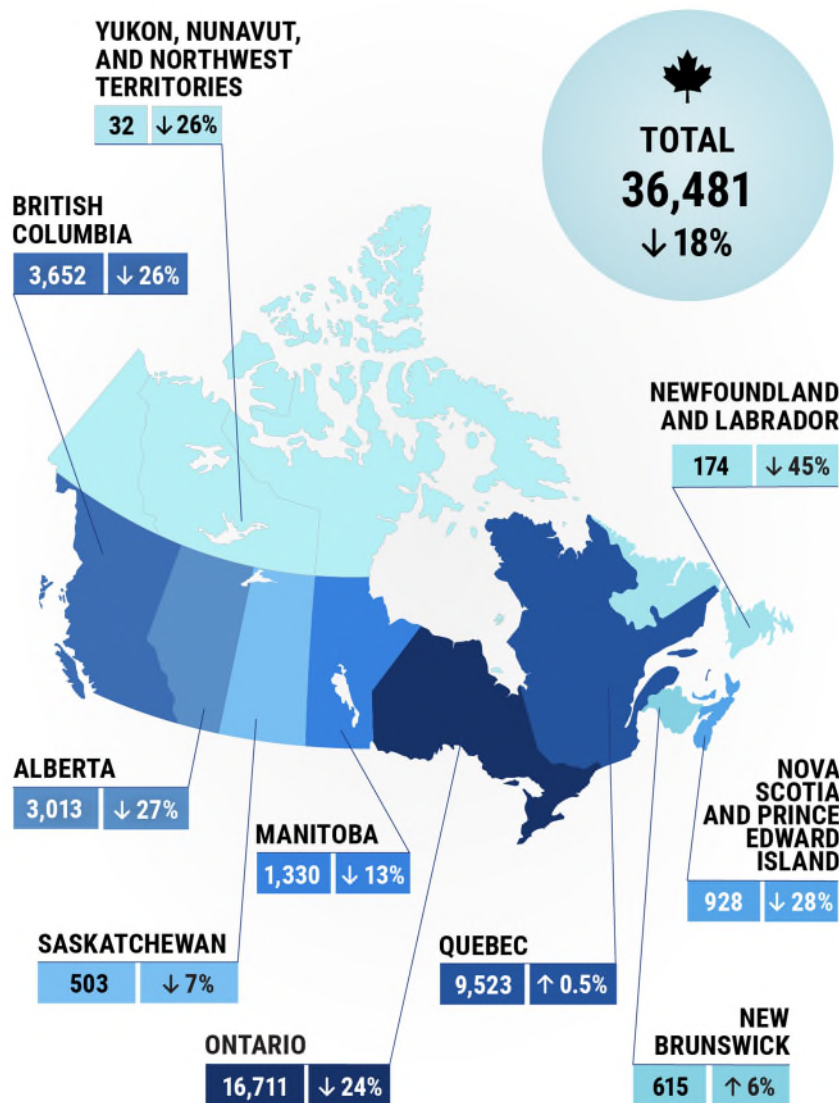 YUKON, NUNAVUT,
AND NORTHWEST
TERRITORIES
32 ↓ 26%
TOTAL
36,481
↓ 18%
BRITISH
COLUMBIA
3,652 ↓ 26%
NEWFOUNDLAND
AND LABRADOR
174 ↓ 45%
ALBERTA
3,013 ↓ 27%
MANITOBA
1,330 ↓ 13%
NOVA
SCOTIA
AND PRINCE
EDWARD
ISLAND
928 ↓ 28%
SASKATCHEWAN
503 ↓ 7%
QUEBEC
9,523 ↑ 0.5%
ONTARIO
16,711 ↓ 24%
NEW
BRUNSWICK
615 ↑ 6%